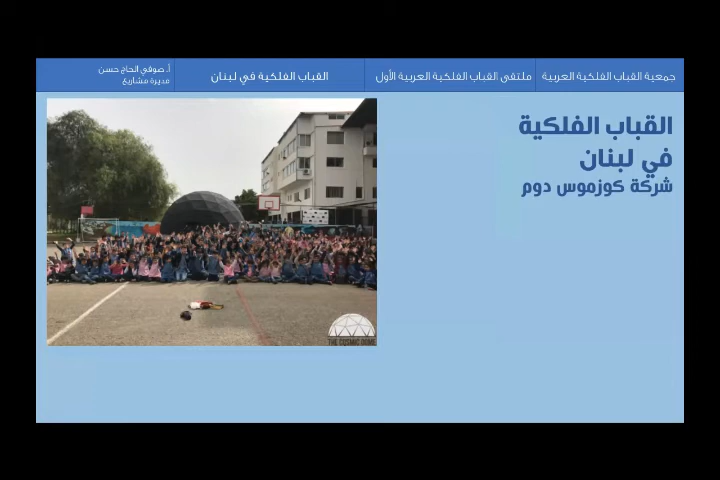 جمعية القباب الفلكية العربية
ملتقى القباب الفلكية العربية الأول
القباب الفلكية في لبنان
أ. صوفي الحاج حسن
مديرة مشاريع
القباب الفلكية
في لبنان
شركة كوزموس دوم
THE COSMIC DOME